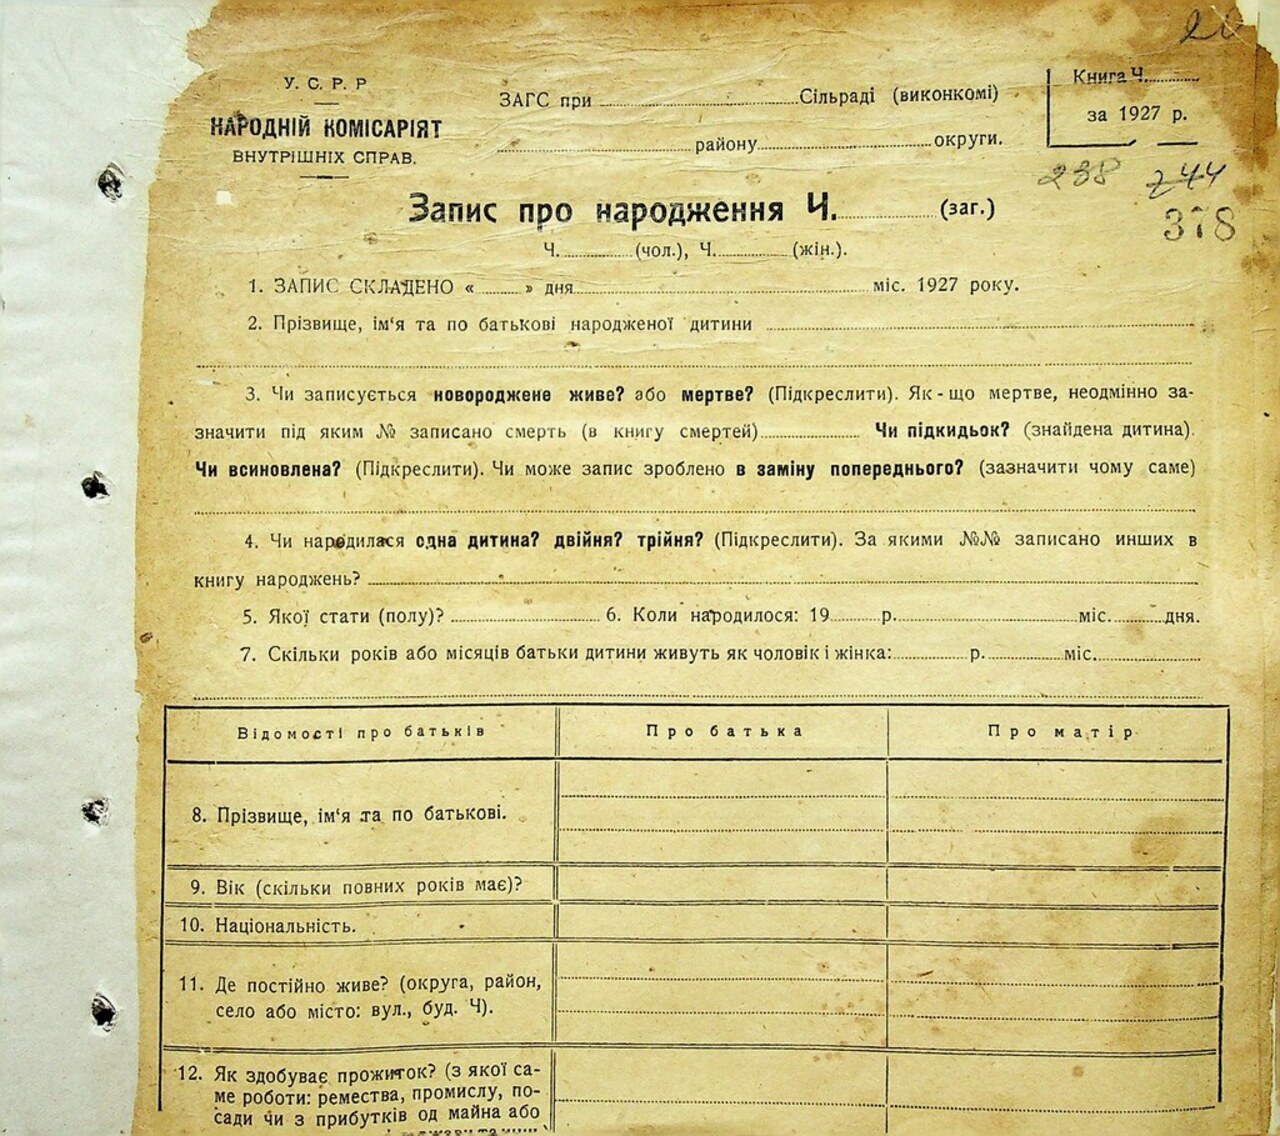 20
У. С. Р. Р
НАРОДНІЙ КОМІСАРІЯТ
ВНУТРІШНІХ СПРАВ.
ЗАГС при ........ Сільраді (виконкомі)
........ району ........ округи.
Книга Ч. ........
за 1927 р.
238 244
378
Запис про народження Ч. ........ (заг.)
Ч. ........ (чол.), Ч. ........ (жін.).
1. ЗАПИС СКЛАДЕНО « ........ » дня ........ міс. 1927 року.
2. Прізвище, ім‘я та по батькові народженої дитини ........
3. Чи записується новороджене живе? або мертве? (Підкреслити). Як-що мертве, неодмінно за-
значити під яким № записано смерть (в книгу смертей) ........ Чи підкидьок? (знайдена дитина).
Чи всиновлена? (Підкреслити). Чи може запис зроблено в заміну попереднього? (зазначити чому саме)
4. Чи народилася одна дитина? двійня? трійня? (Підкреслити). За якими №№ записано инших в
книгу народжень? ........
5. Якої стати (полу)? ........ 6. Коли народилося: 19 ........ р. ........ міс. ........ дня.
7. Скільки років або місяців батьки дитини живуть як чоловік і жінка: ........ р. ........ міс. ........
Відомості про батьків
Про батька
Про матір
8. Прізвище, ім‘я та по батькові.
9. Вік (скільки повних років має)?
10. Національність.
11. Де постійно живе? (округа, район,
село або місто: вул., буд. Ч).
12. Як здобуває прожиток? (з якої са-
ме роботи: ремества, промислу, по-
сади чи з прибутків од майна або